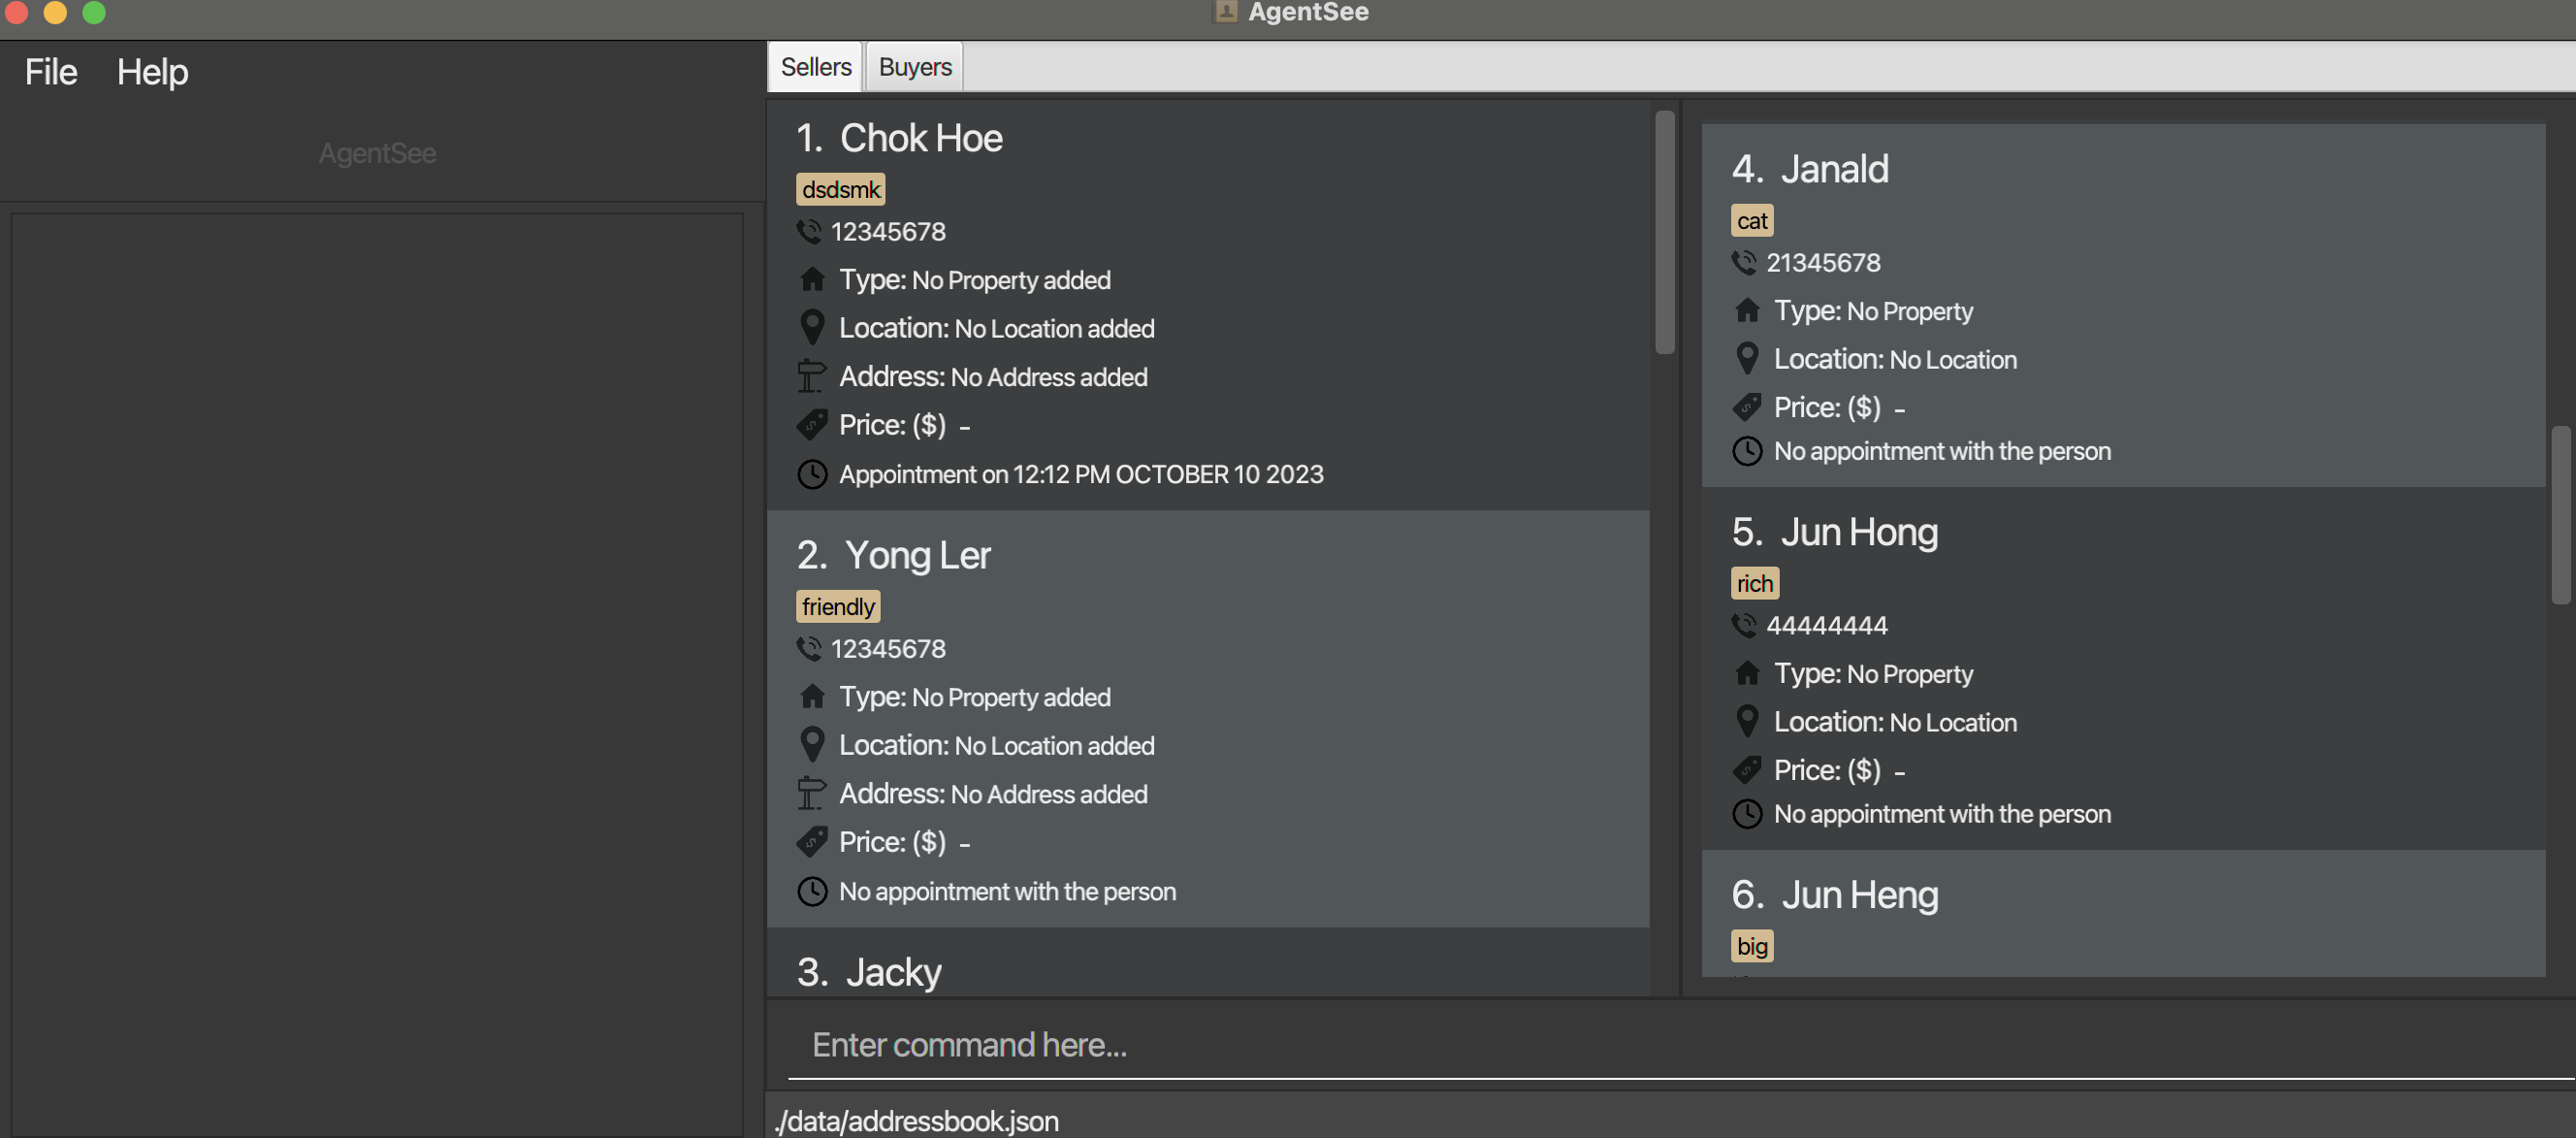 AgentSee
File Help
AgentSee
Sellers Buyers
1. Chok Hoe
dsdsmk
12345678
Type: No Property added
Location: No Location added
Address: No Address added
Price: ($) -
Appointment on 12:12 PM OCTOBER 10 2023
2. Yong Ler
friendly
12345678
Type: No Property added
Location: No Location added
Address: No Address added
Price: ($) -
No appointment with the person
3. Jacky
4. Janald
cat
21345678
Type: No Property
Location: No Location
Price: ($) -
No appointment with the person
5. Jun Hong
rich
44444444
Type: No Property
Location: No Location
Price: ($) -
No appointment with the person
6. Jun Heng
big
Enter command here...
./data/addressbook.json